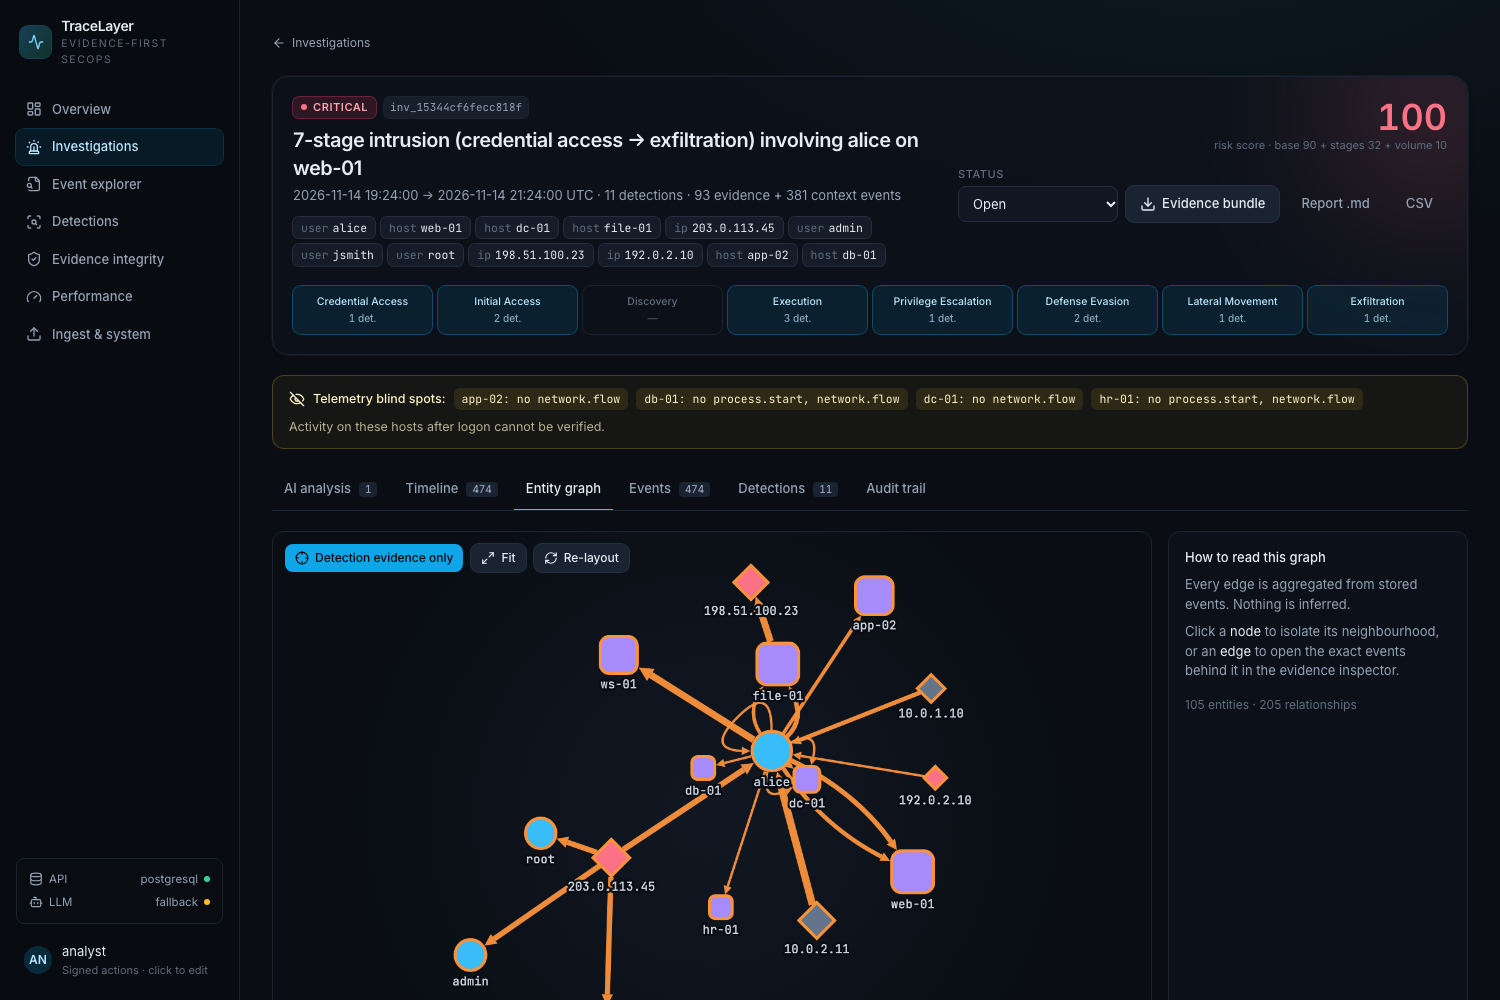 TraceLayer
EVIDENCE-FIRST
SECOPS
Overview
Investigations
Event explorer
Detections
Evidence integrity
Performance
Ingest & system
API postgresql
LLM fallback
AN
analyst
Signed actions · click to edit
← Investigations
CRITICAL inv_15344cf6fecc818f
7-stage intrusion (credential access → exfiltration) involving alice on
web-01
2026-11-14 19:24:00 → 2026-11-14 21:24:00 UTC · 11 detections · 93 evidence + 381 context events
user alice host web-01 host dc-01 host file-01 ip 203.0.113.45 user admin
user jsmith user root ip 198.51.100.23 ip 192.0.2.10 host app-02 host db-01
100
risk score · base 90 + stages 32 + volume 10
STATUS
Open Evidence bundle Report .md CSV
Credential Access
1 det.
Initial Access
2 det.
Discovery
—
Execution
3 det.
Privilege Escalation
1 det.
Defense Evasion
2 det.
Lateral Movement
1 det.
Exfiltration
1 det.
Telemetry blind spots: app-02: no network.flow db-01: no process.start, network.flow dc-01: no network.flow hr-01: no process.start, network.flow
Activity on these hosts after logon cannot be verified.
AI analysis 1 Timeline 474 Entity graph Events 474 Detections 11 Audit trail
Detection evidence only Fit Re-layout
198.51.100.23
app-02
ws-01
file-01
10.0.1.10
alice
db-01
dc-01
192.0.2.10
root
203.0.113.45
web-01
hr-01
10.0.2.11
admin
How to read this graph
Every edge is aggregated from stored
events. Nothing is inferred.
Click a node to isolate its neighbourhood,
or an edge to open the exact events
behind it in the evidence inspector.
105 entities · 205 relationships